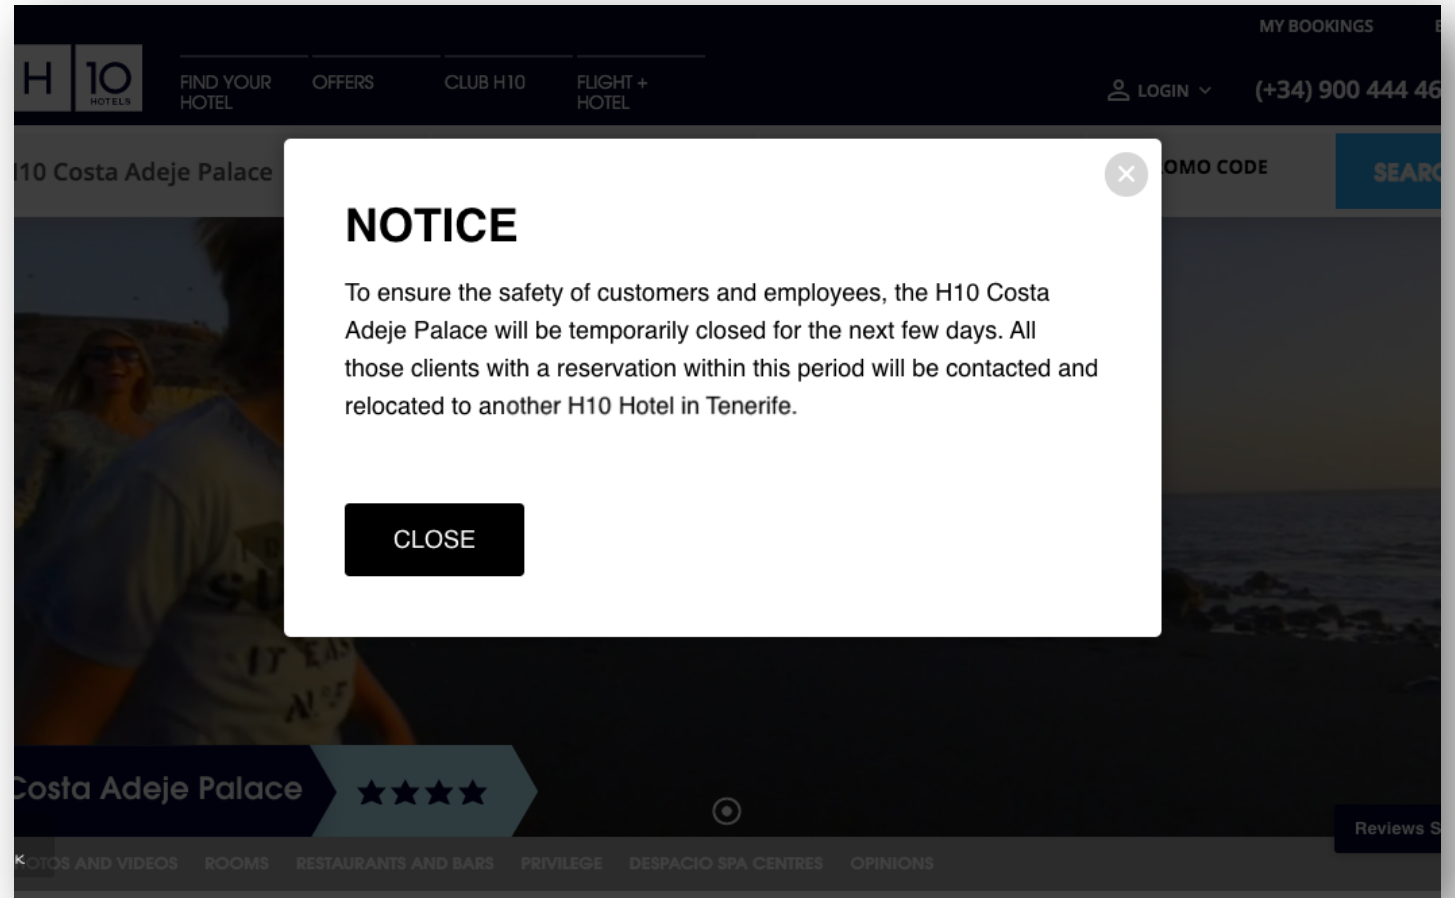 MY BOOKINGS
H 10
HOTELS
FIND YOUR
HOTEL
OFFERS
CLUB H10
FLIGHT +
HOTEL
LOGIN
(+34) 900 444 46
H10 Costa Adeje Palace
OMO CODE
SEARC
NOTICE
To ensure the safety of customers and employees, the H10 Costa
Adeje Palace will be temporarily closed for the next few days. All
those clients with a reservation within this period will be contacted and
relocated to another H10 Hotel in Tenerife.
CLOSE
IT EAS
Costa Adeje Palace
Reviews S
OTOS AND VIDEOS
ROOMS
RESTAURANTS AND BARS
PRIVILEGE
DESPACIO SPA CENTRES
OPINIONS